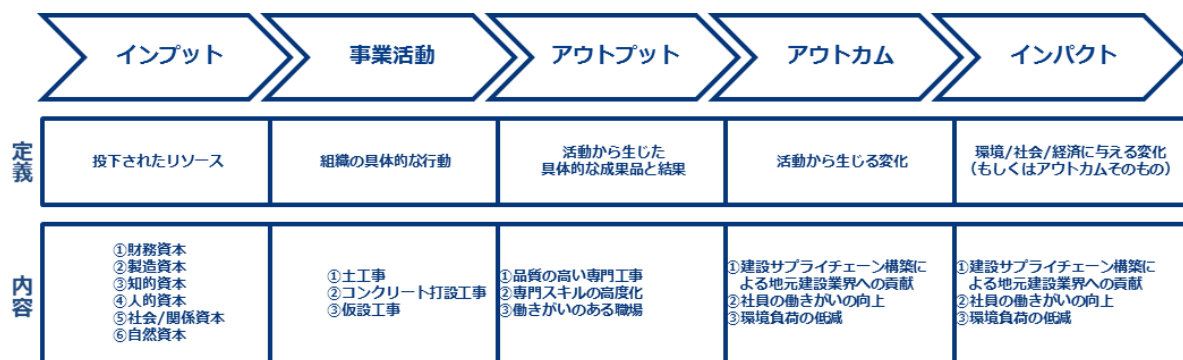 インプット
事業活動
アウトプット
アウトカム
インパクト
定義
投下されたリソース
組織の具体的な行動
活動から生じた
具体的な成果品と結果
活動から生じる変化
環境/社会/経済に与える変化
(もしくはアウトカムそのもの)
内容
①財務資本
②製造資本
③知的資本
④人的資本
⑤社会/関係資本
⑥自然資本
①土工事
②コンクリート打設工事
③仮設工事
①品質の高い専門工事
②専門スキルの高度化
③働きがいのある職場
①建設サプライチェーン構築に
よる地元建設業界への貢献
②社員の働きがいの向上
③環境負荷の低減
①建設サプライチェーン構築に
よる地元建設業界への貢献
②社員の働きがいの向上
③環境負荷の低減